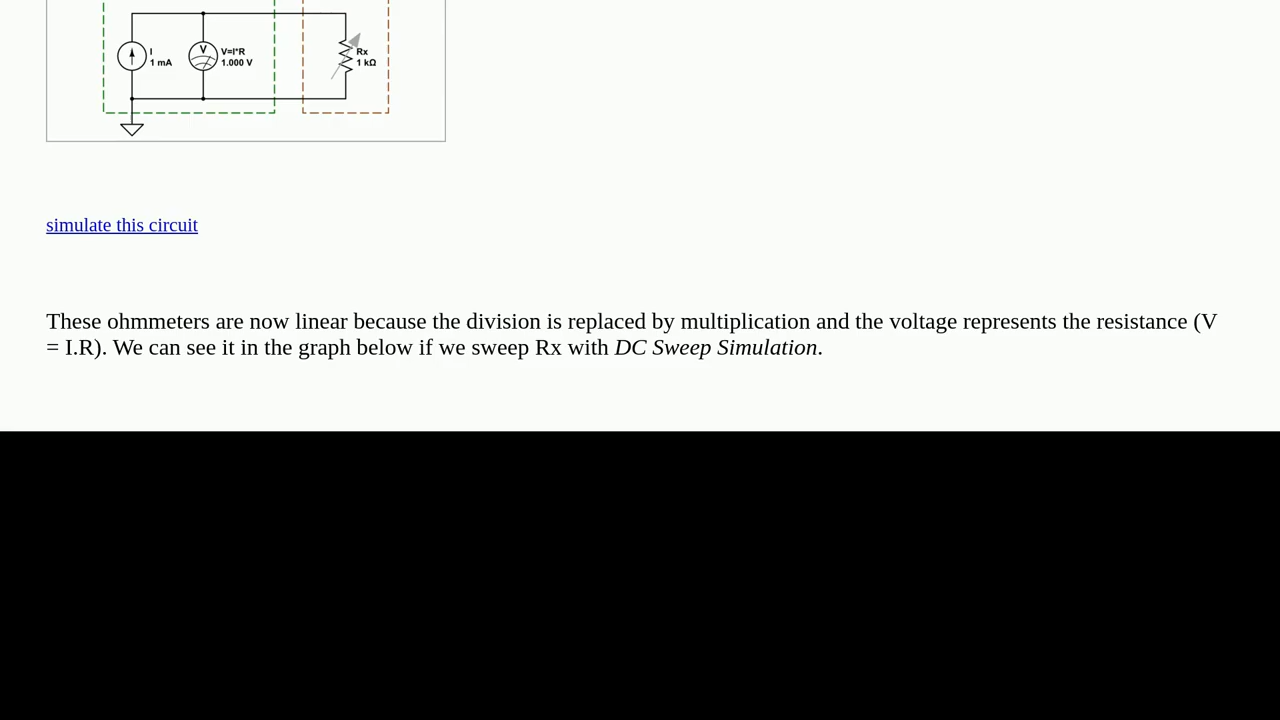 I
1 mA
V
V=I*R
1.000 V
Rx
1 kΩ
simulate this circuit
These ohmmeters are now linear because the division is replaced by multiplication and the voltage represents the resistance (V
= I.R). We can see it in the graph below if we sweep Rx with DC Sweep Simulation.